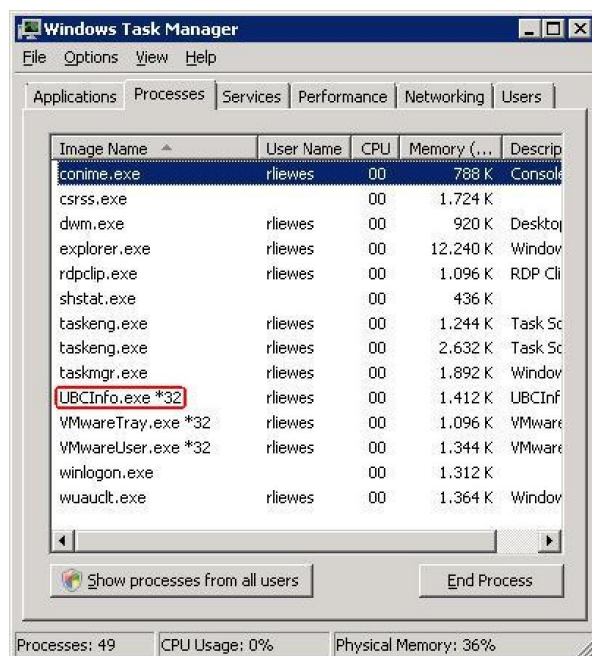 Windows Task Manager
File Options View Help
Applications Processes Services Performance Networking Users
Image Name User Name CPU Memory (... Descrip
conime.exe rliewes 00 788 K Console
csrss.exe 00 1.724 K
dwm.exe rliewes 00 920 K Desktop
explorer.exe rliewes 00 12.240 K Window
rdpclip.exe rliewes 00 1.096 K RDP Cli
shstat.exe 00 436 K
taskeng.exe rliewes 00 1.244 K Task Sc
taskeng.exe rliewes 00 2.632 K Task Sc
taskmgr.exe rliewes 00 1.892 K Window
UBCInfo.exe *32 rliewes 00 1.412 K UBCInf
VMwareTray.exe *32 rliewes 00 1.096 K VMware
VMwareUser.exe *32 rliewes 00 1.344 K VMware
winlogon.exe 00 1.312 K
wuauclt.exe rliewes 00 1.364 K Window
Show processes from all users End Process
Processes: 49 CPU Usage: 0% Physical Memory: 36%